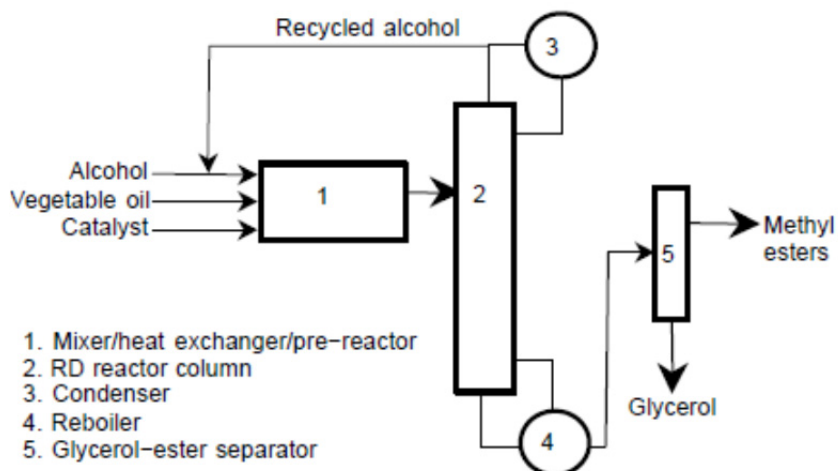 Recycled alcohol
3
Alcohol
Vegetable oil
Catalyst
1
2
5
Methyl
esters
Glycerol
4
1. Mixer/heat exchanger/pre−reactor
2. RD reactor column
3. Condenser
4. Reboiler
5. Glycerol−ester separator